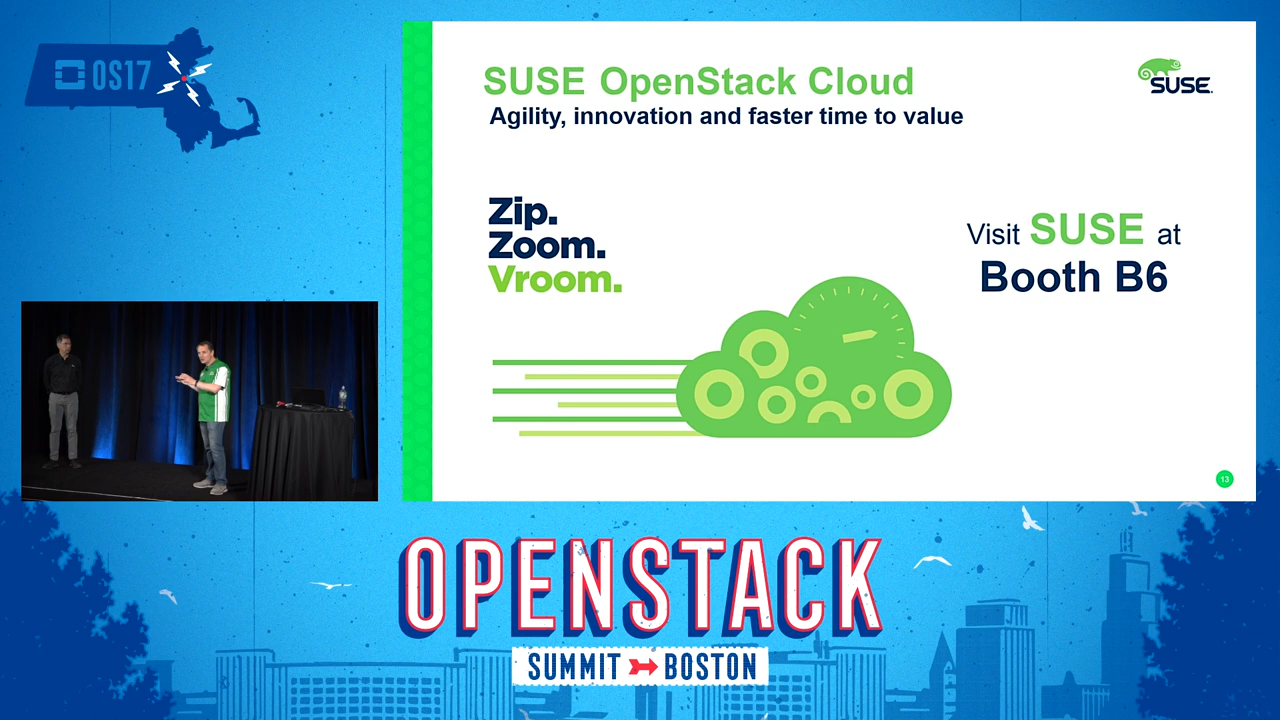 OS17
SUSE OpenStack Cloud
Agility, innovation and faster time to value
SUSE.
Zip.
Zoom.
Vroom.
Visit SUSE at
Booth B6
13
OPENSTACK
SUMMIT BOSTON